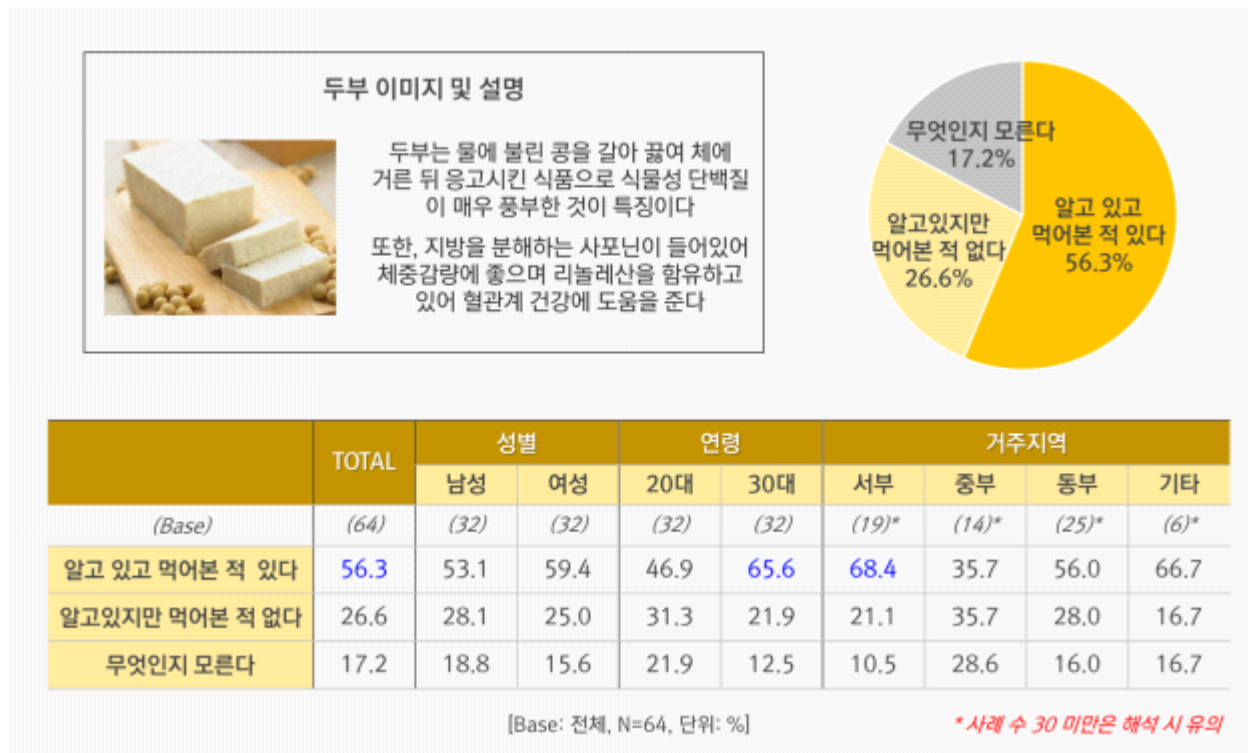 두부 이미지 및 설명
두부는 물에 불린 콩을 갈아 끓여 체에
거른 뒤 응고시킨 식품으로 식물성 단백질
이 매우 풍부한 것이 특징이다
또한, 지방을 분해하는 사포닌이 들어있어
체중감량에 좋으며 리놀레산을 함유하고
있어 혈관계 건강에 도움을 준다
무엇인지 모른다
17.2%
알고있지만
먹어본 적 없다
26.6%
알고 있고
먹어본 적 있다
56.3%
TOTAL 성별 연령 거주지역
남성 여성 20대 30대 서부 중부 동부 기타
(Base) (64) (32) (32) (32) (32) (19)* (14)* (25)* (6)*
알고 있고 먹어본 적 있다 56.3 53.1 59.4 46.9 65.6 68.4 35.7 56.0 66.7
알고있지만 먹어본 적 없다 26.6 28.1 25.0 31.3 21.9 21.1 35.7 28.0 16.7
무엇인지 모른다 17.2 18.8 15.6 21.9 12.5 10.5 28.6 16.0 16.7
[Base: 전체, N=64, 단위: %]
* 사례 수 30 미만은 해석 시 유의